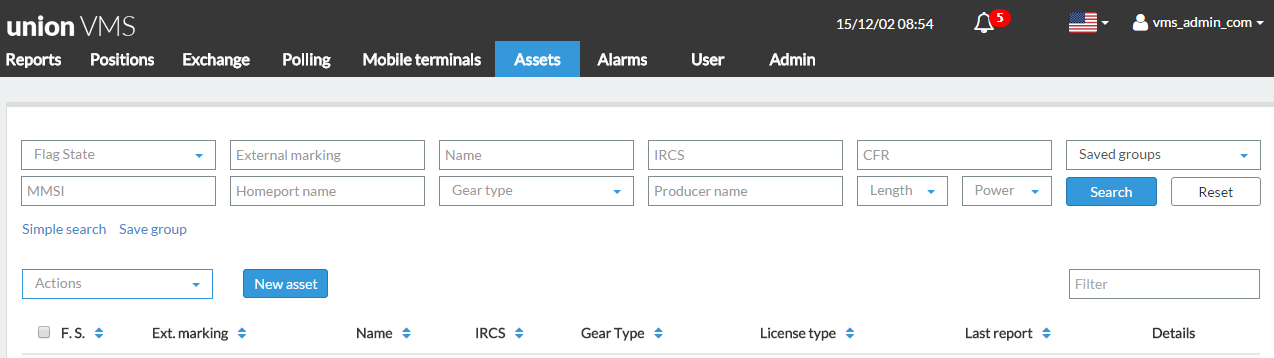 union VMS
15/12/02 08:54
5
vms_admin_com
Reports Positions Exchange Polling Mobile terminals Assets Alarms User Admin
Flag State External marking Name IRCS CFR Saved groups
MMSI Homeport name Gear type Producer name Length Power Search Reset
Simple search Save group
Actions New asset Filter
F. S. Ext. marking Name IRCS Gear Type License type Last report Details